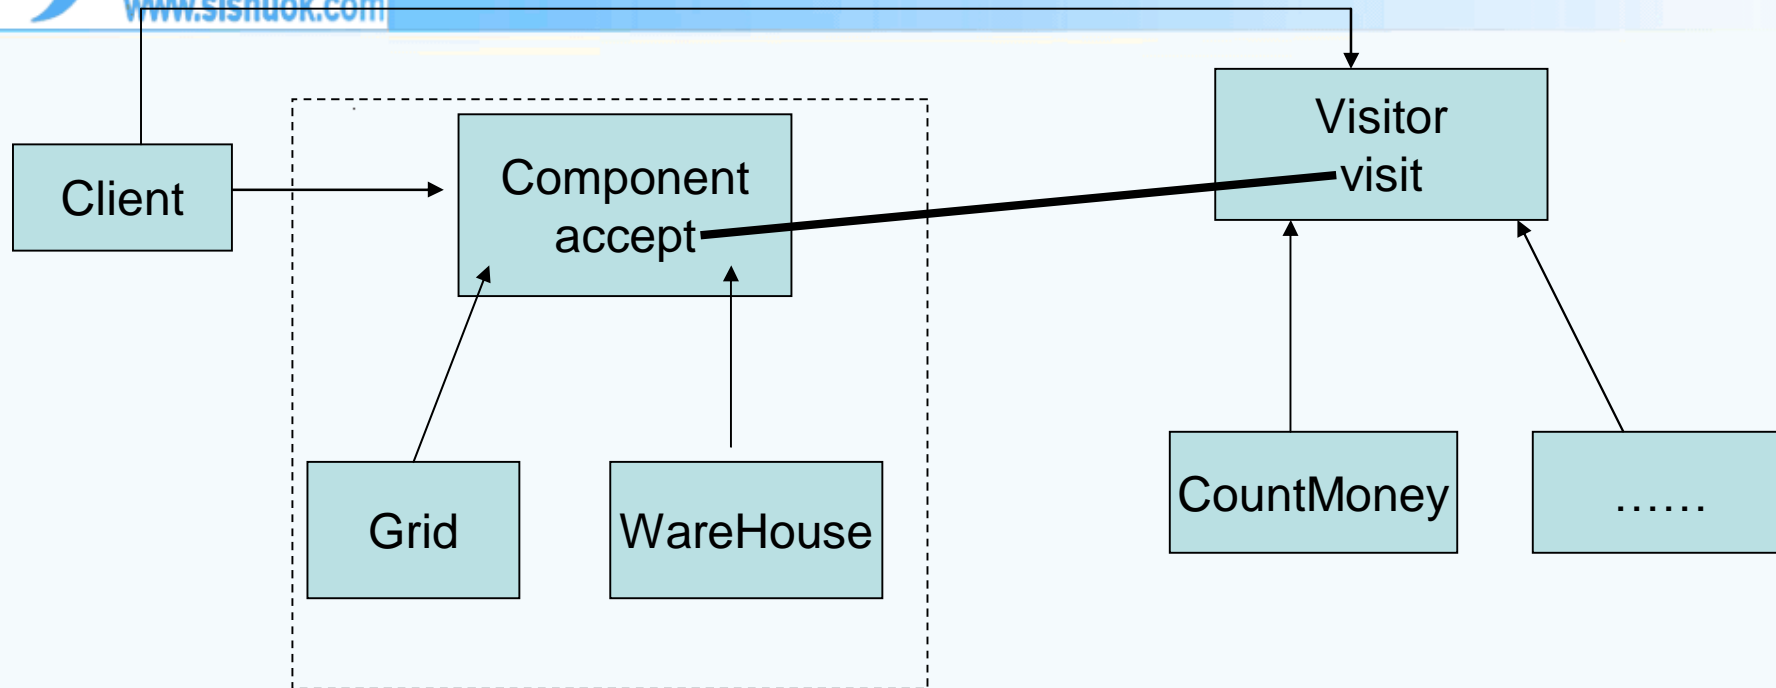 www.sishuok.com
Client
Component
accept
Visitor
visit
Grid
WareHouse
CountMoney
……